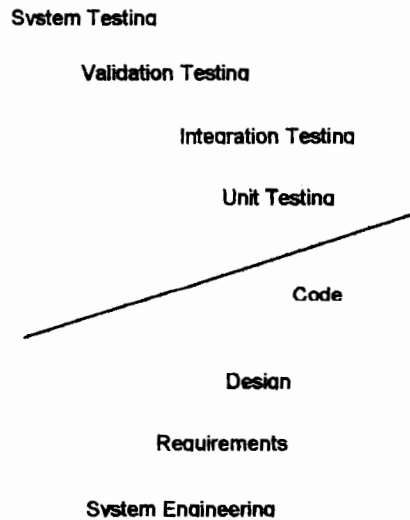 System Testing
Validation Testing
Integration Testing
Unit Testing
Code
Design
Requirements
System Engineering